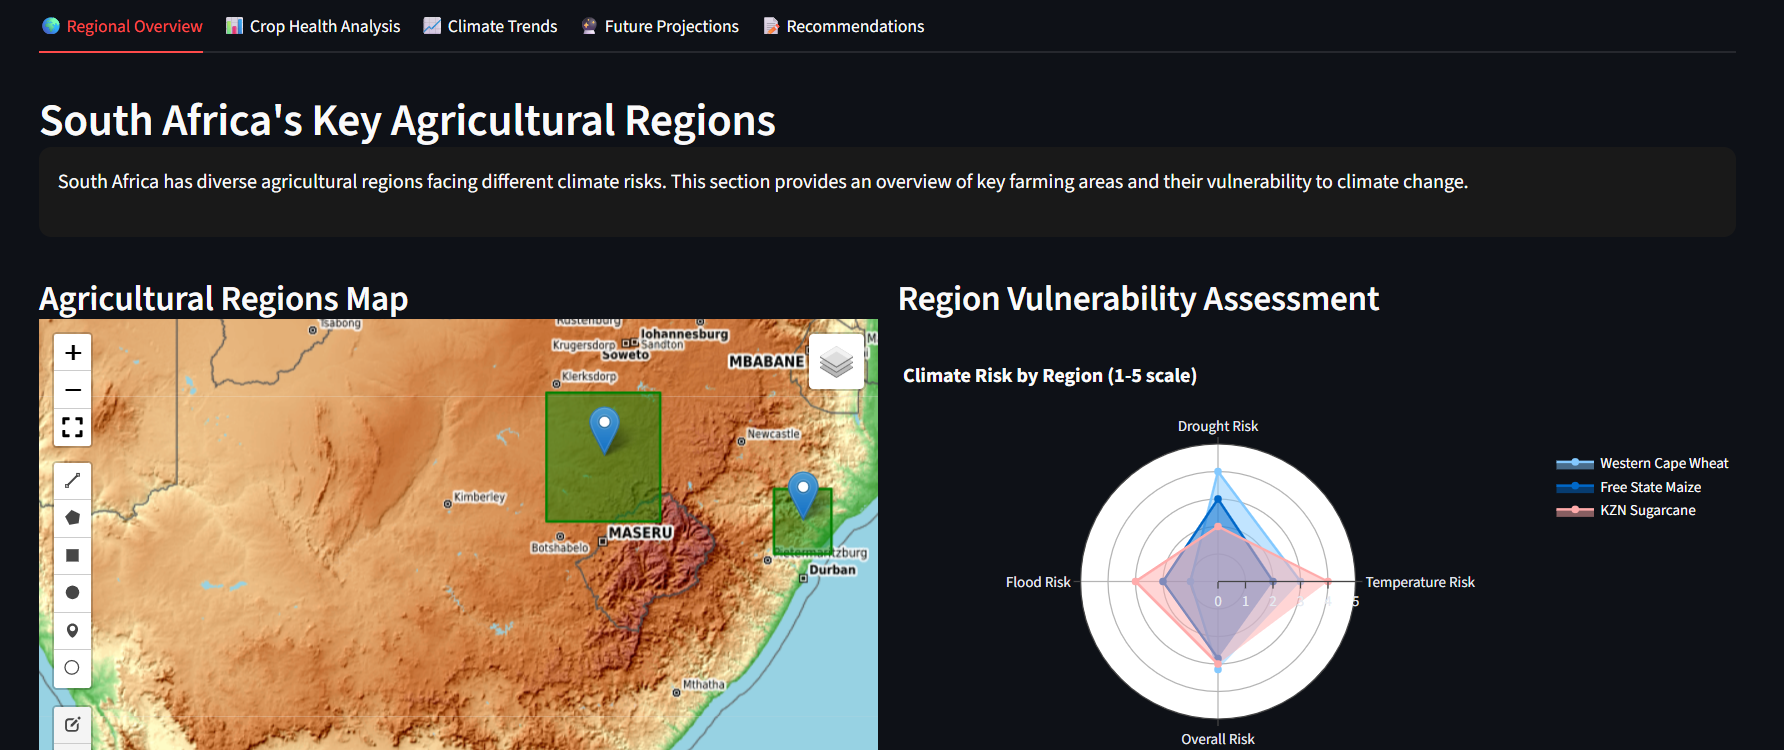 Regional Overview
Crop Health Analysis
Climate Trends
Future Projections
Recommendations
South Africa's Key Agricultural Regions
South Africa has diverse agricultural regions facing different climate risks. This section provides an overview of key farming areas and their vulnerability to climate change.
Agricultural Regions Map
+
−
Tsabong
Rustenburg
Johannesburg
Krugersdorp
Sandton
Soweto
MBABANE
Klerksdorp
Newcastle
Kimberley
MASERU
Botshabelo
Pietermaritzburg
Durban
Mthatha
Region Vulnerability Assessment
Climate Risk by Region (1-5 scale)
Drought Risk
Flood Risk
Temperature Risk
0 1 2 3 4 5
Overall Risk
Western Cape Wheat
Free State Maize
KZN Sugarcane